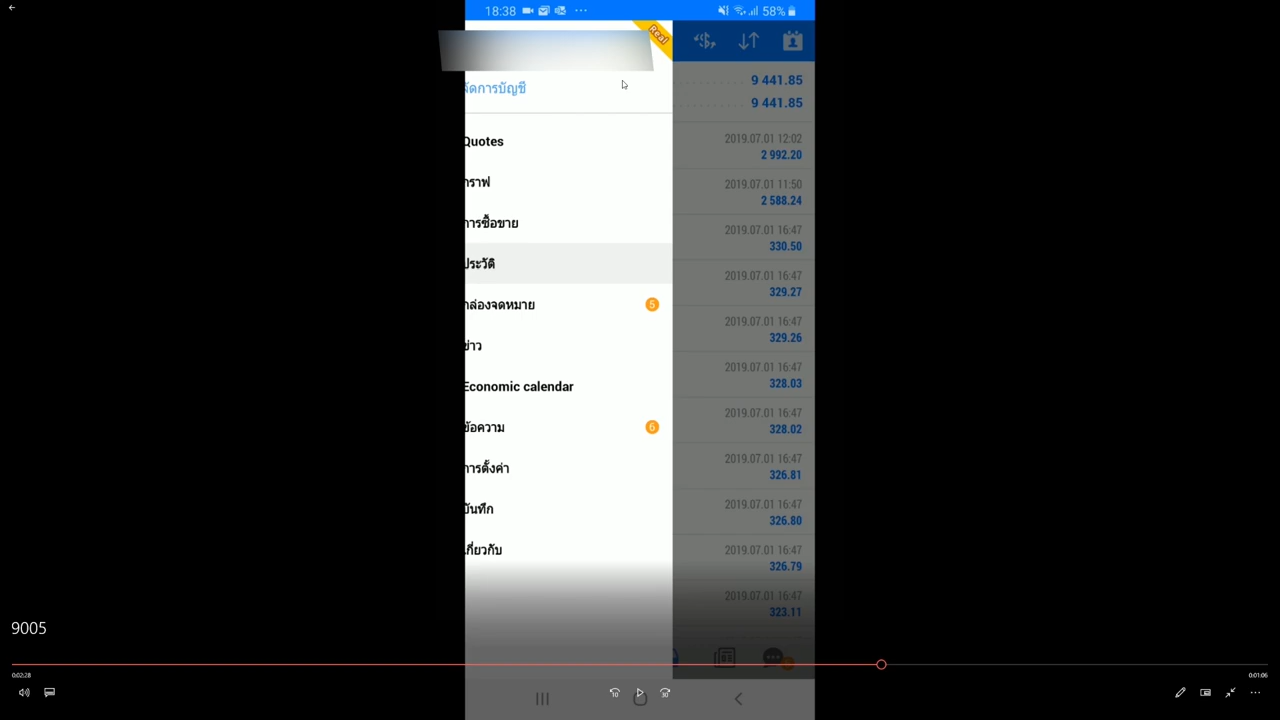 18:38
58%
Real
จัดการบัญชี
9 441.85
9 441.85
Quotes
2019.07.01 12:02
2 992.20
กราฟ
2019.07.01 11:50
2 588.24
การซื้อขาย
2019.07.01 16:47
330.50
ประวัติ
2019.07.01 16:47
329.27
กล่องจดหมาย
5
2019.07.01 16:47
329.26
ข่าว
2019.07.01 16:47
328.03
Economic calendar
2019.07.01 16:47
328.02
ข้อความ
6
2019.07.01 16:47
326.81
การตั้งค่า
2019.07.01 16:47
326.80
บันทึก
2019.07.01 16:47
326.79
เกี่ยวกับ
2019.07.01 16:47
323.11
9005
0:02:28
0:01:06
10
30